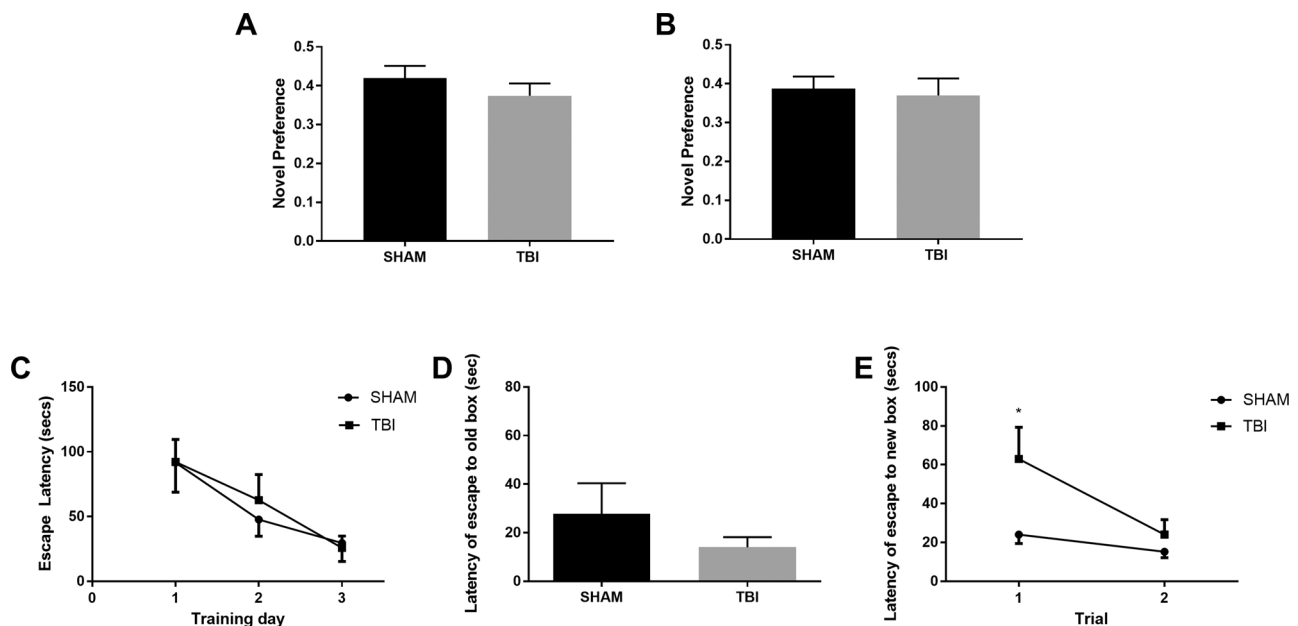 A
Novel Preference
0.5
0.4
0.3
0.2
0.1
0.0
SHAM TBI
B
Novel Preference
0.5
0.4
0.3
0.2
0.1
0.0
SHAM TBI
C
Escape Latency (secs)
150
100
50
0
0 1 2 3
Training day
SHAM
TBI
D
Latency of escape to old box (sec)
80
60
40
20
0
SHAM TBI
E
Latency of escape to new box (secs)
100
80
60
40
20
0
*
1 2
Trial
SHAM
TBI